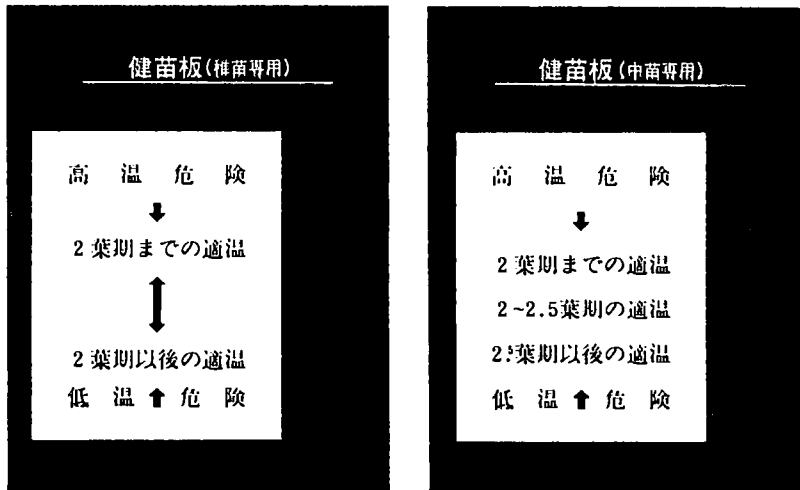 健苗板(稚苗専用)
高温危険
↓
2葉期までの適温
↕
2葉期以後の適温
低温↑危険
健苗板(中苗専用)
高温危険
↓
2葉期までの適温
2~2.5葉期の適温
葉期以後の適温
低温↑危険